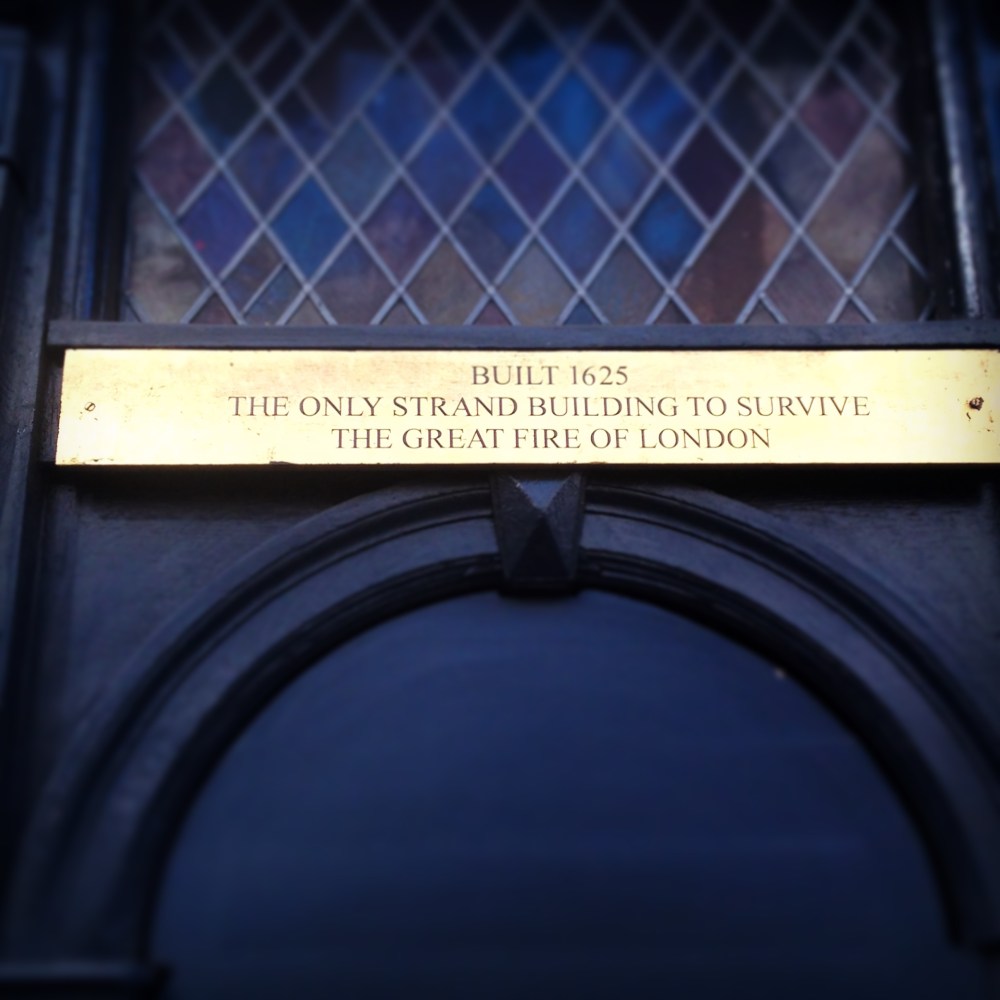 BUILT 1625
THE ONLY STRAND BUILDING TO SURVIVE
THE GREAT FIRE OF LONDON